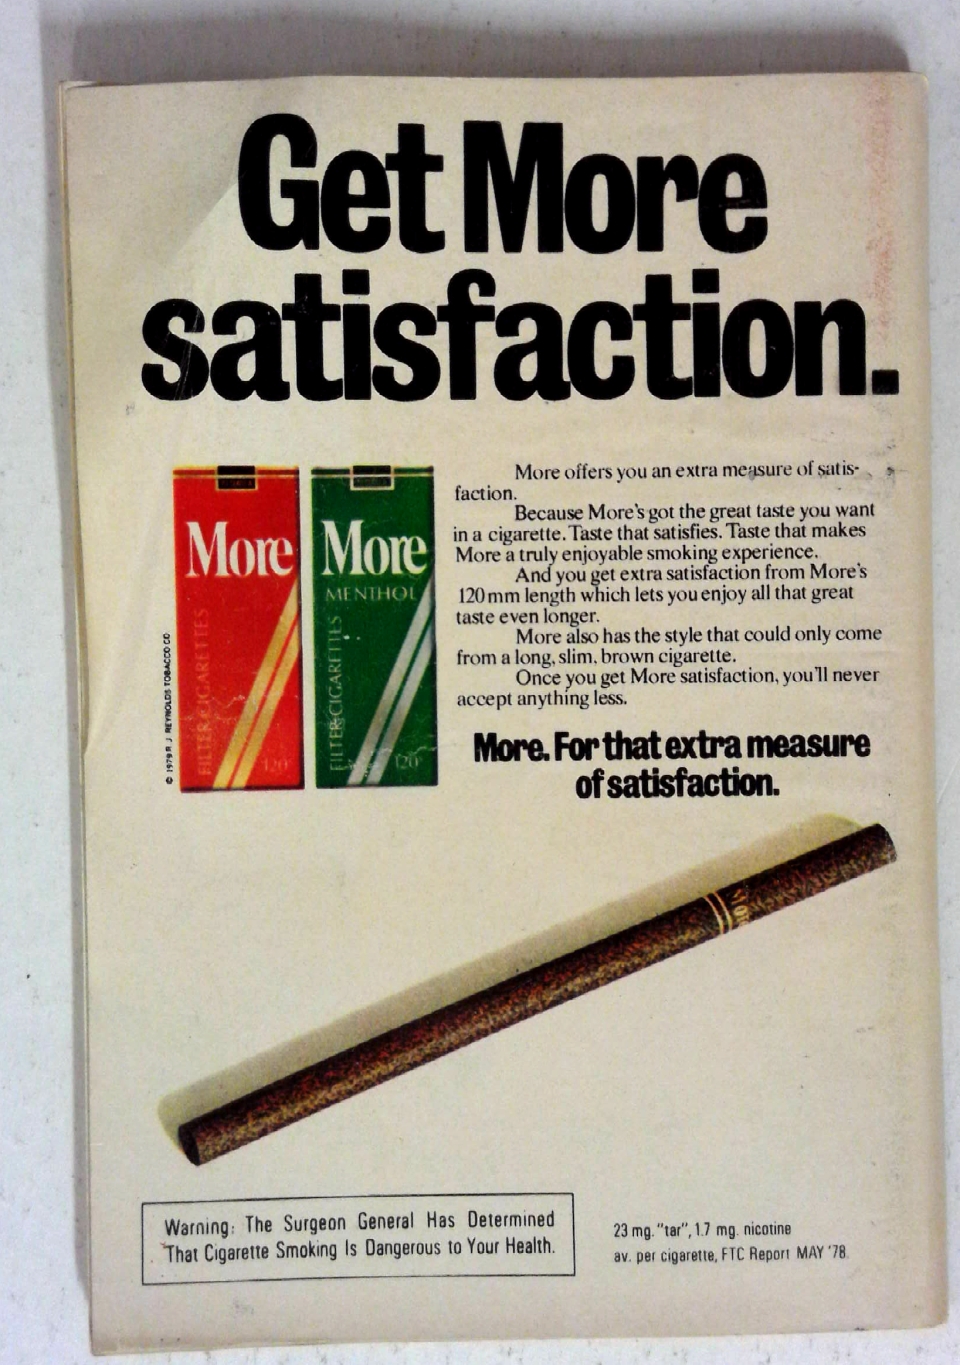 Get More
satisfaction.
More
FILTER CIGARETTES
120
More
MENTHOL
FILTER CIGARETTES
120
© 1979 R J REYNOLDS TOBACCO CO
More offers you an extra measure of satis-
faction.
Because More's got the great taste you want
in a cigarette. Taste that satisfies. Taste that makes
More a truly enjoyable smoking experience.
And you get extra satisfaction from More's
120mm length which lets you enjoy all that great
taste even longer.
More also has the style that could only come
from a long, slim, brown cigarette.
Once you get More satisfaction, you'll never
accept anything less.
More. For that extra measure
of satisfaction.
Warning: The Surgeon General Has Determined
That Cigarette Smoking Is Dangerous to Your Health.
23 mg. "tar", 1.7 mg. nicotine
av. per cigarette, FTC Report MAY '78.